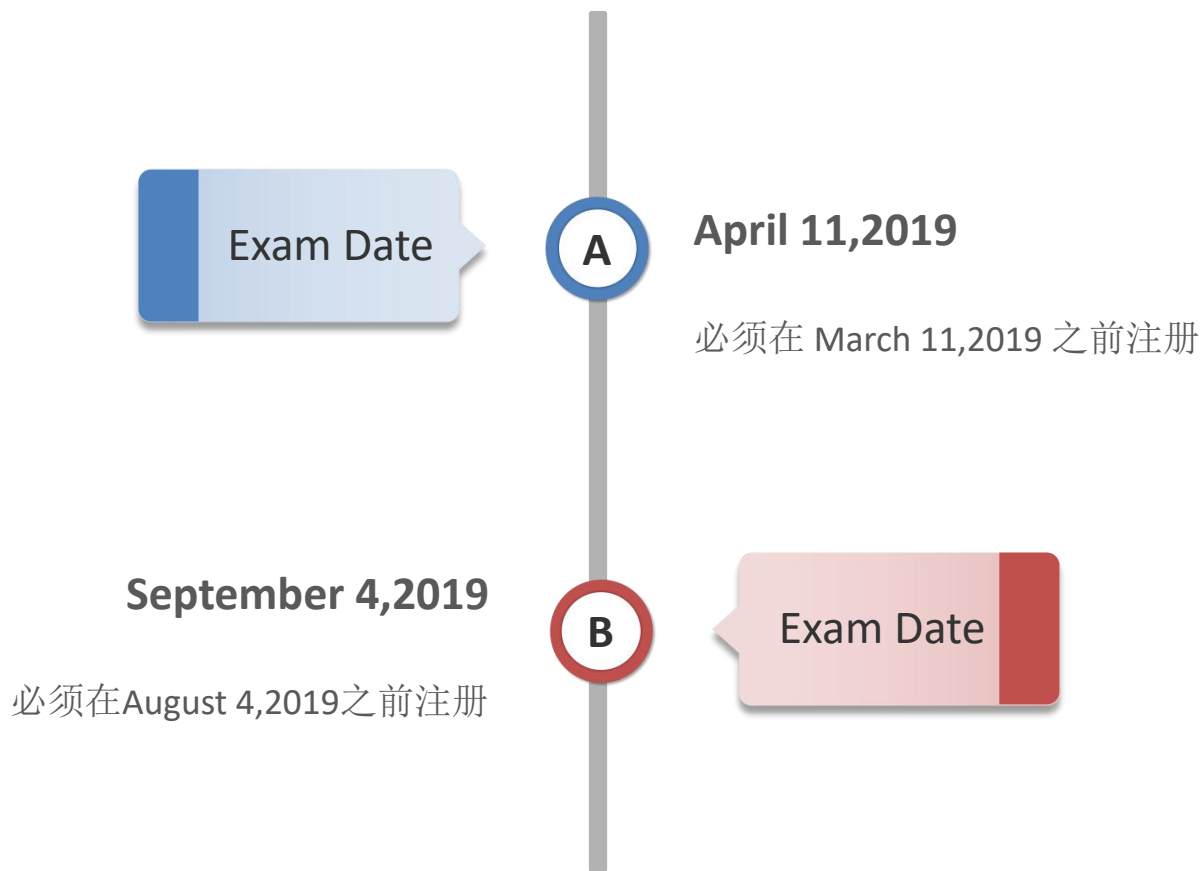 Exam Date
A
April 11,2019
必须在 March 11,2019 之前注册
September 4,2019
B
Exam Date
必须在August 4,2019之前注册